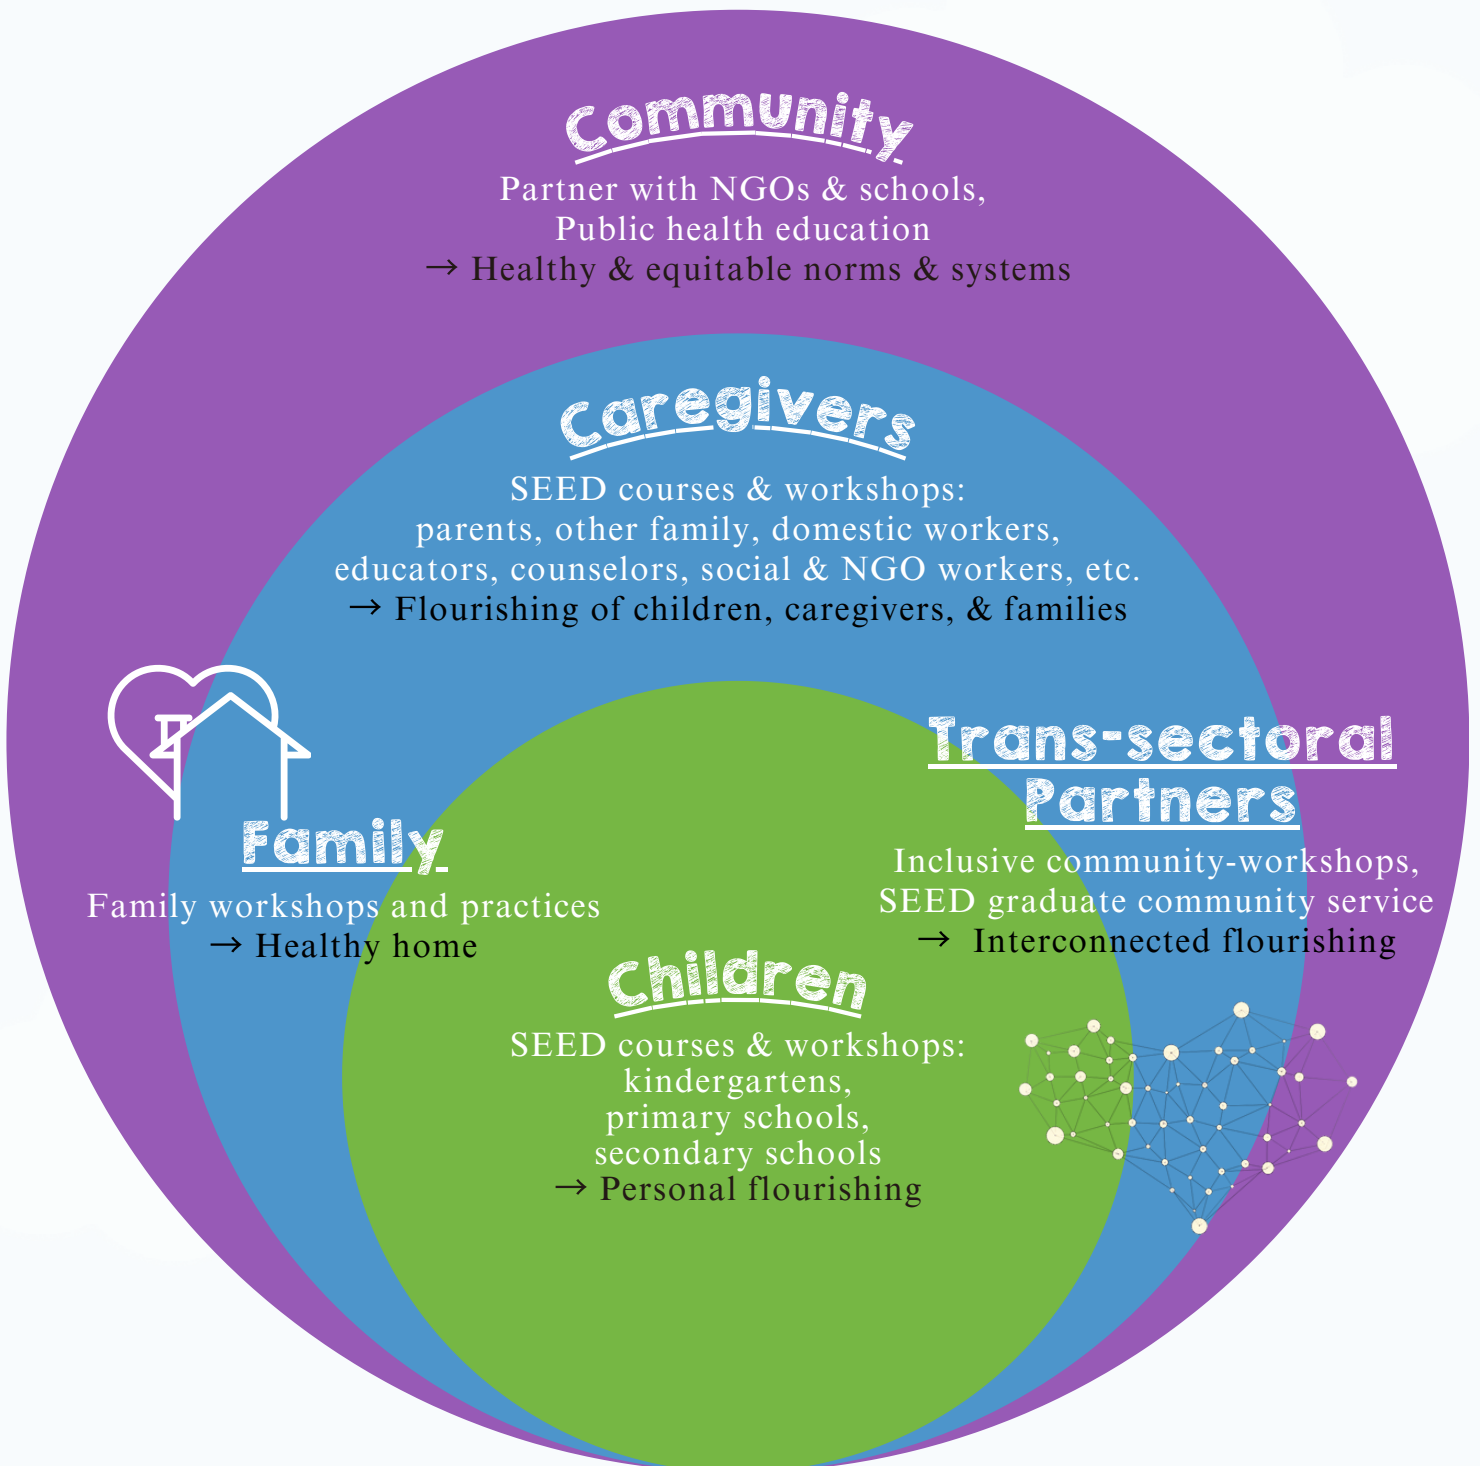 Community
Partner with NGOs & schools,
Public health education
→ Healthy & equitable norms & systems
Caregivers
SEED courses & workshops:
parents, other family, domestic workers,
educators, counselors, social & NGO workers, etc.
→ Flourishing of children, caregivers, & families
Family
Family workshops and practices
→ Healthy home
Trans-sectoral
Partners
Inclusive community-workshops,
SEED graduate community service
→ Interconnected flourishing
Children
SEED courses & workshops:
kindergartens,
primary schools,
secondary schools
→ Personal flourishing